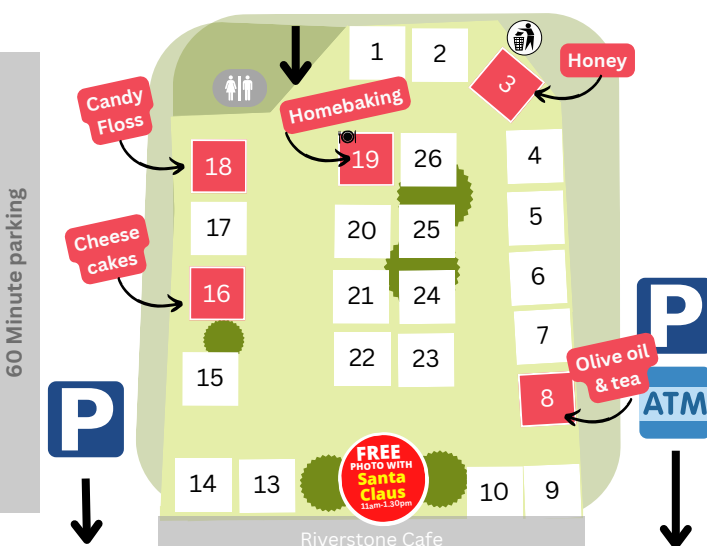 1
2
Honey
3
Candy
Floss
Homebaking
18
19
26
4
17
20
25
5
Cheese
cakes
16
21
24
6
60 Minute parking
15
22
23
7
P
Olive oil
& tea
8
ATM
P
FREE
PHOTO WITH
Santa
Claus
11am-1.30pm
14
13
10
9
Riverstone Cafe